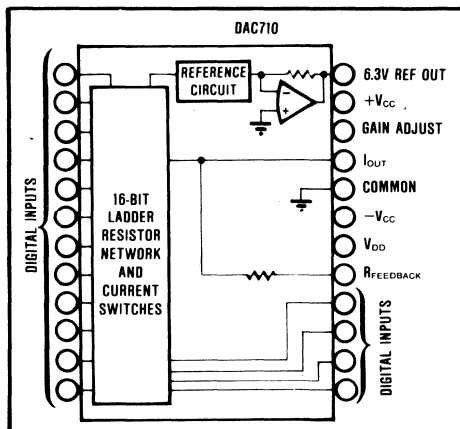 DAC710
REFERENCE
CIRCUIT
−
+
16-BIT
LADDER
RESISTOR
NETWORK
AND
CURRENT
SWITCHES
DIGITAL INPUTS
6.3V REF OUT
+VCC
GAIN ADJUST
IOUT
COMMON
−VCC
VDD
RFEEDBACK
DIGITAL INPUTS